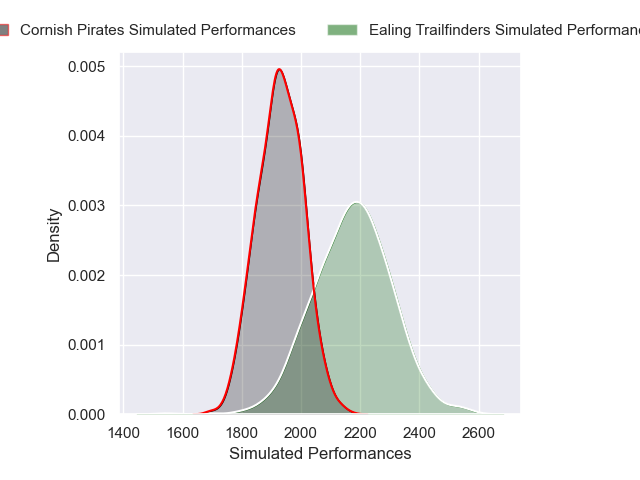 Cornish Pirates Simulated Performances
Ealing Trailfinders Simulated
0.005
0.004
0.003
0.002
0.001
0.000
Density
1400 1600 1800 2000 2200 2400 2600
Simulated Performances